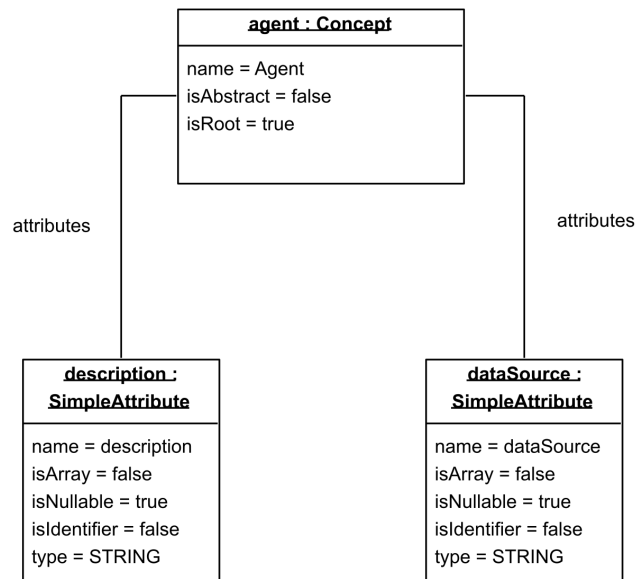 agent : Concept
name = Agent
isAbstract = false
isRoot = true
attributes
attributes
description :
SimpleAttribute
name = description
isArray = false
isNullable = true
isIdentifier = false
type = STRING
dataSource :
SimpleAttribute
name = dataSource
isArray = false
isNullable = true
isIdentifier = false
type = STRING